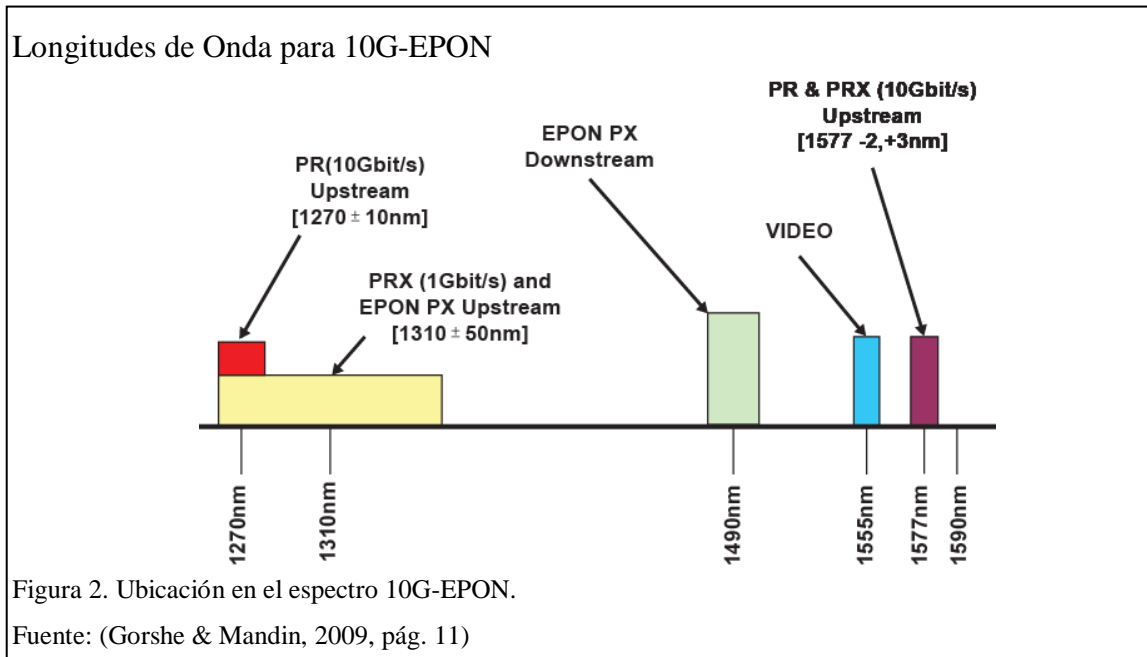 Longitudes de Onda para 10G-EPON
PR & PRX (10Gbit/s)
Upstream
[1577 -2,+3nm]
EPON PX
Downstream
PR(10Gbit/s)
Upstream
[1270 ± 10nm]
VIDEO
PRX (1Gbit/s) and
EPON PX Upstream
[1310 ± 50nm]
1270nm
1310nm
1490nm
1555nm
1577nm
1590nm
Figura 2. Ubicación en el espectro 10G-EPON.
Fuente: (Gorshe & Mandin, 2009, pág. 11)